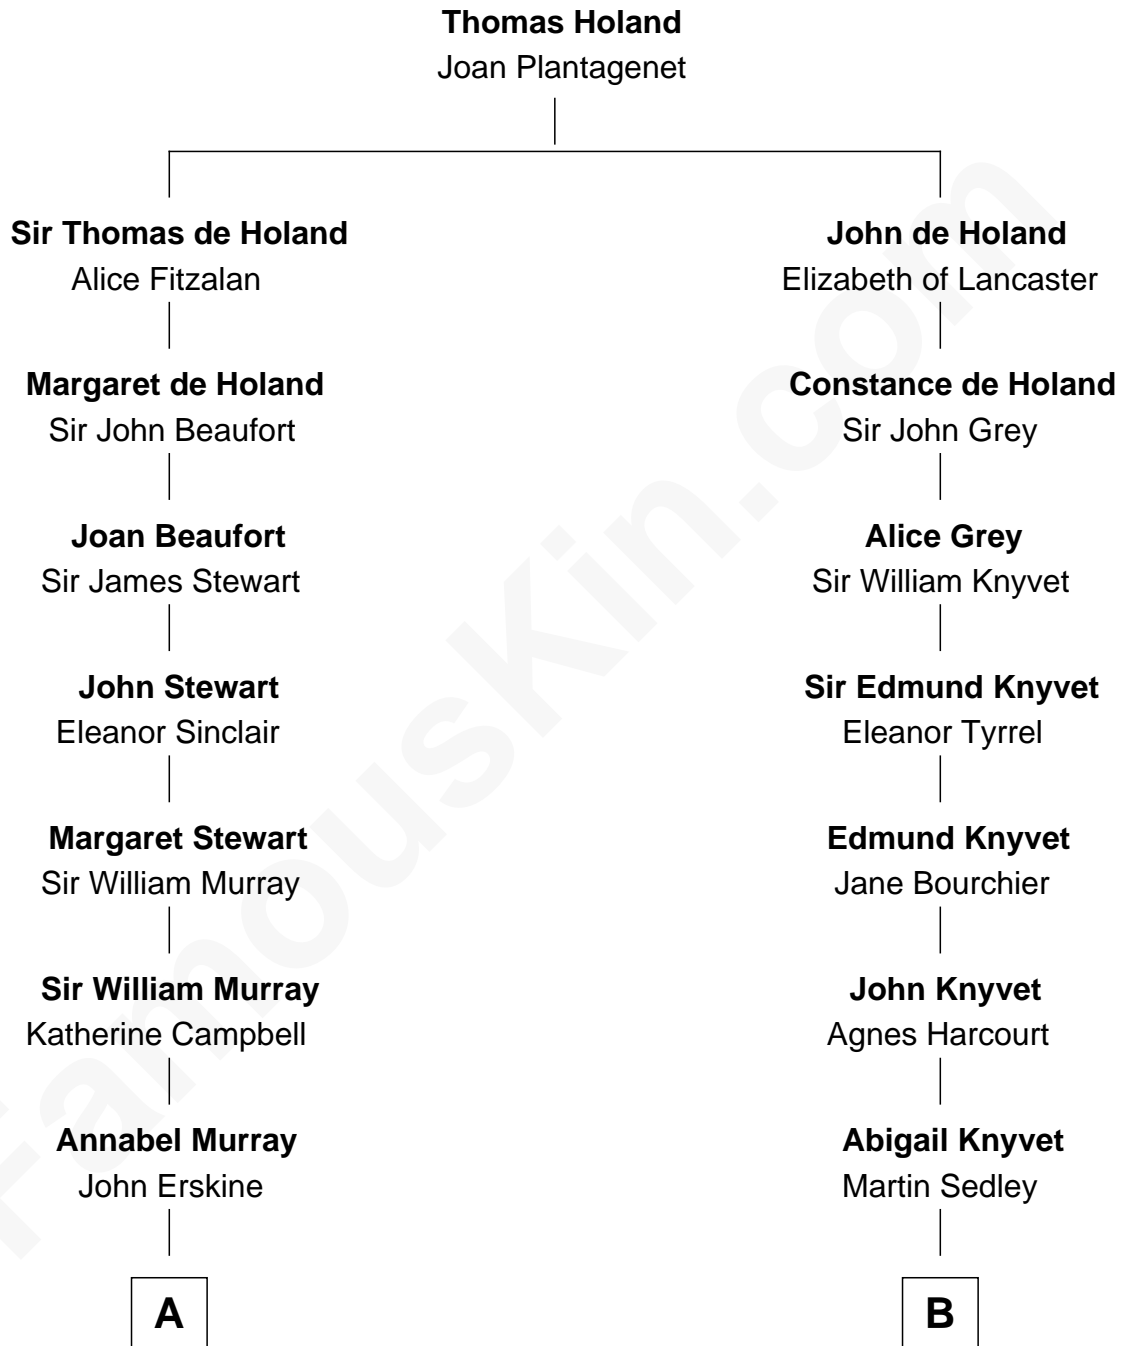 Thomas Holand
Joan Plantagenet
Sir Thomas de Holand
Alice Fitzalan
Margaret de Holand
Sir John Beaufort
Joan Beaufort
Sir James Stewart
John Stewart
Eleanor Sinclair
Margaret Stewart
Sir William Murray
Sir William Murray
Katherine Campbell
Annabel Murray
John Erskine
A
John de Holand
Elizabeth of Lancaster
Constance de Holand
Sir John Grey
Alice Grey
Sir William Knyvet
Sir Edmund Knyvet
Eleanor Tyrrel
Edmund Knyvet
Jane Bourchier
John Knyvet
Agnes Harcourt
Abigail Knyvet
Martin Sedley
B
FamousKin.com